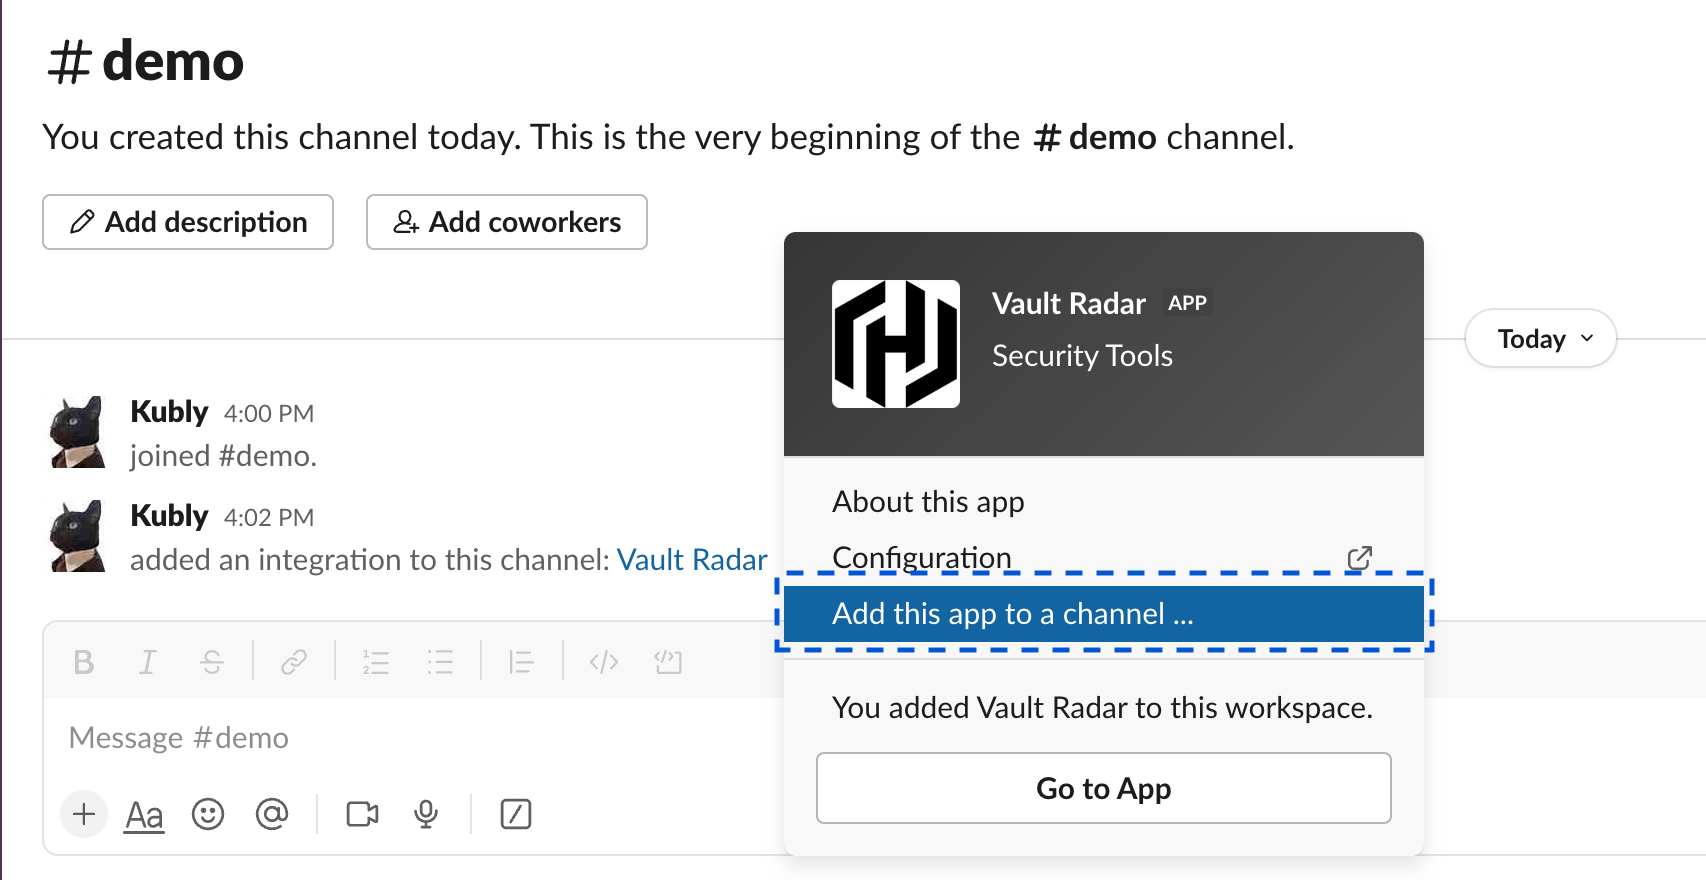 # demo
You created this channel today. This is the very beginning of the # demo channel.
Add description
Add coworkers
Today
Kubly 4:00 PM
joined #demo.
Kubly 4:02 PM
added an integration to this channel: Vault Radar
Vault Radar APP
Security Tools
About this app
Configuration
Add this app to a channel ...
You added Vault Radar to this workspace.
Go to App
B I S
Message #demo
Aa